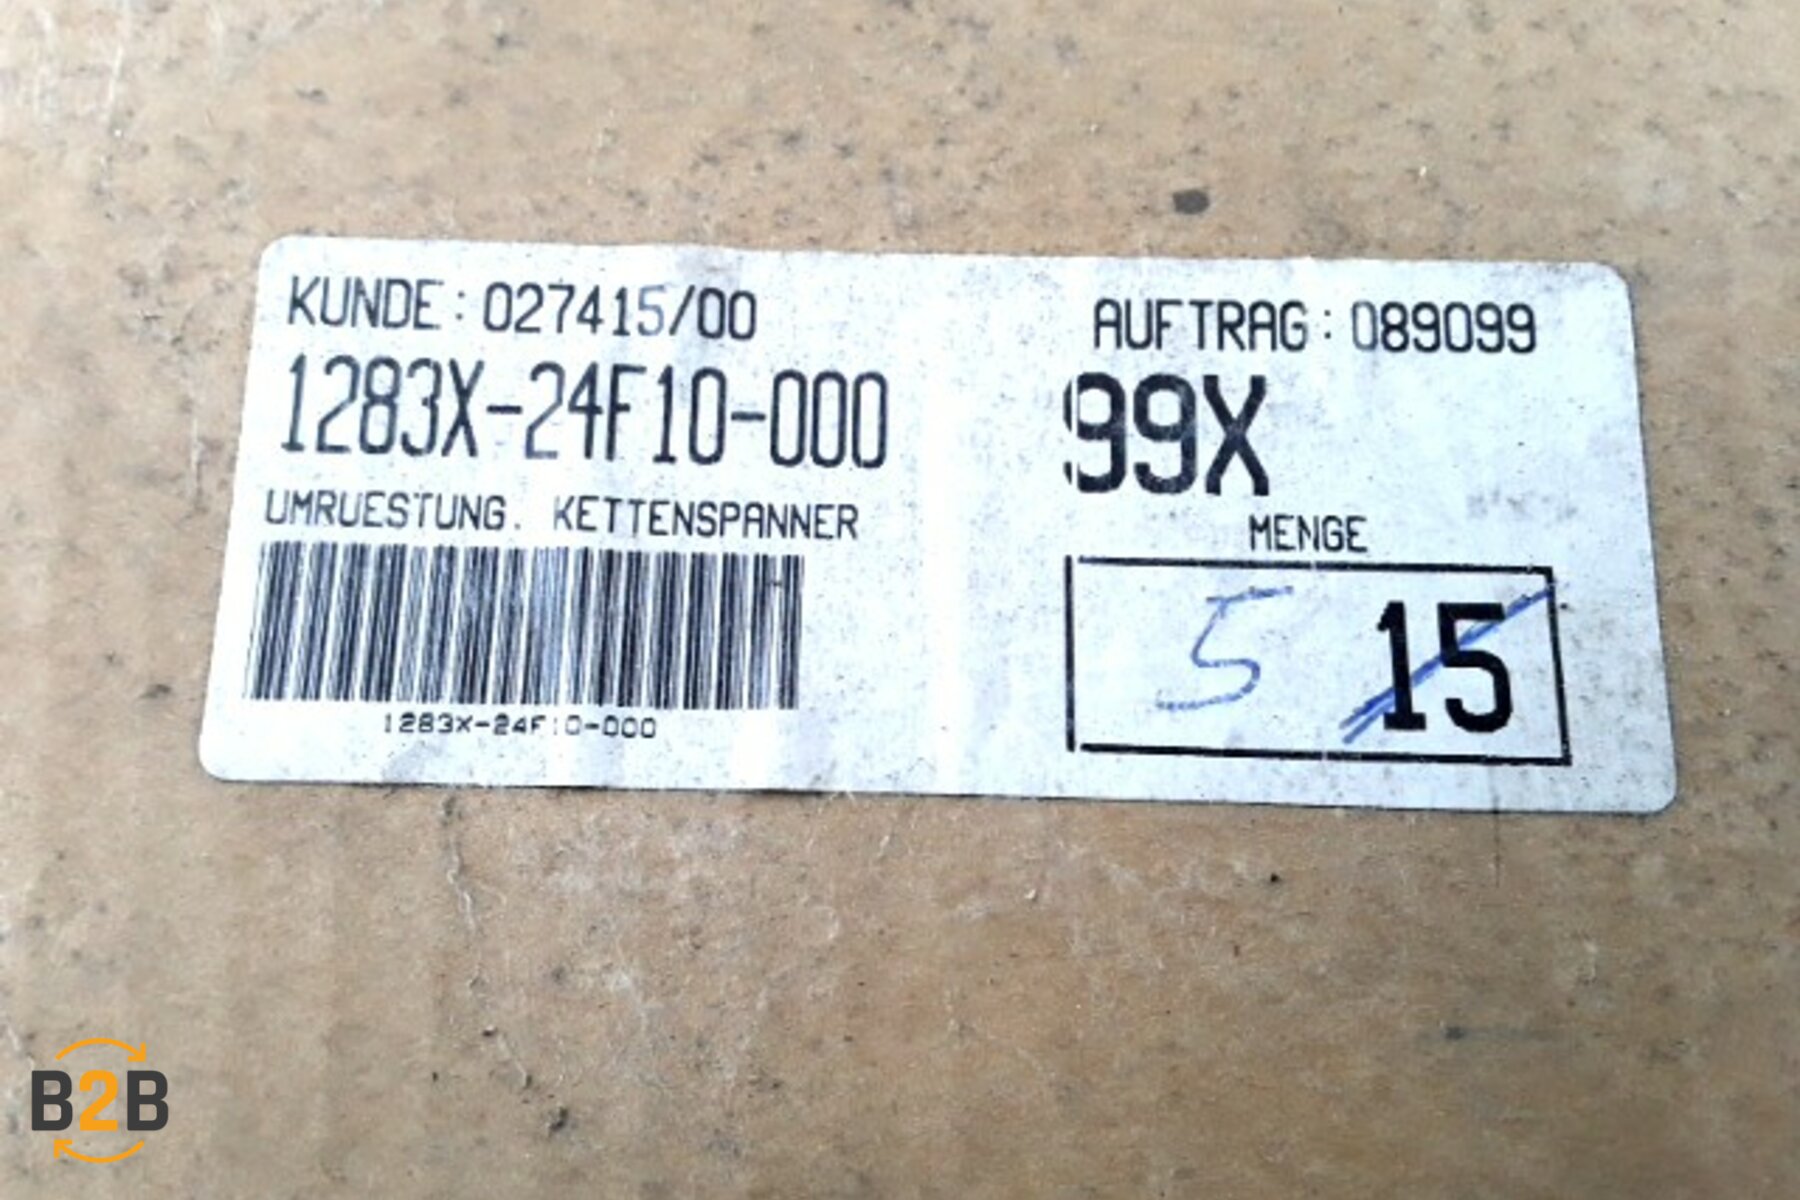 KUNDE: 027415/00
1283X-24F10-000
UMRUESTUNG. KETTENSPANNER
1283X-24F10-000
AUFTRAG: 089099
99X
MENGE
5 15
B2B